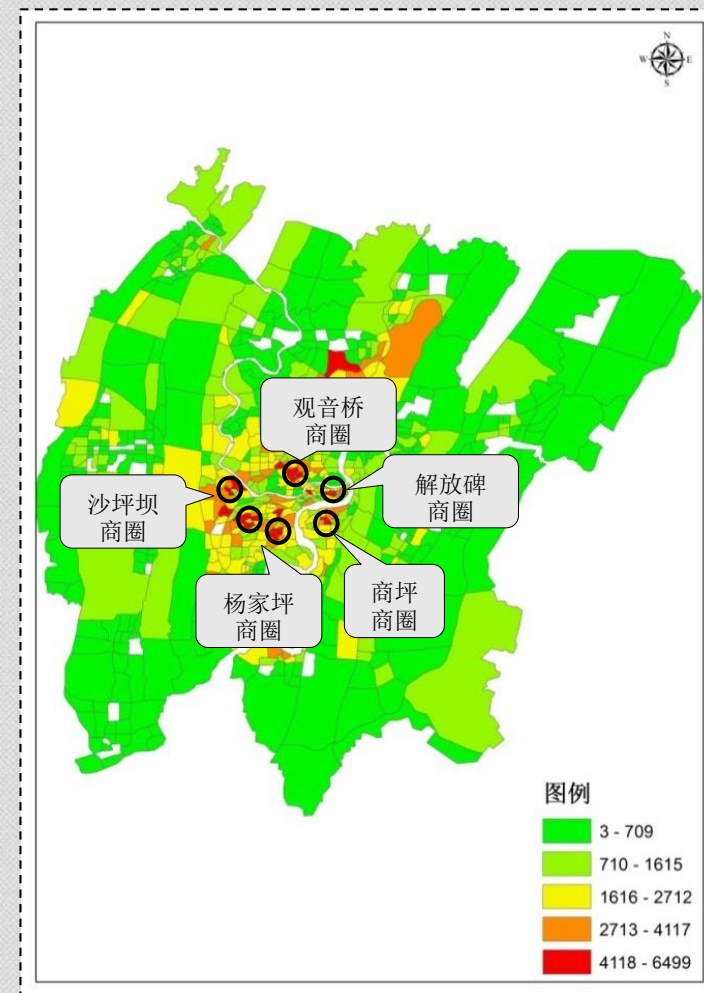 N
W
E
S
观音桥
商圈
解放碑
商圈
沙坪坝
商圈
杨家坪
商圈
商坪
商圈
图例
3 - 709
710 - 1615
1616 - 2712
2713 - 4117
4118 - 6499